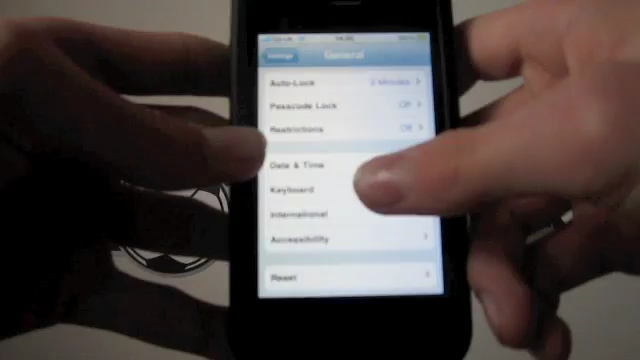 Settings
General
Auto-Lock 2 Minutes
Passcode Lock Off
Restrictions Off
Date & Time
Keyboard
International
Accessibility
Reset